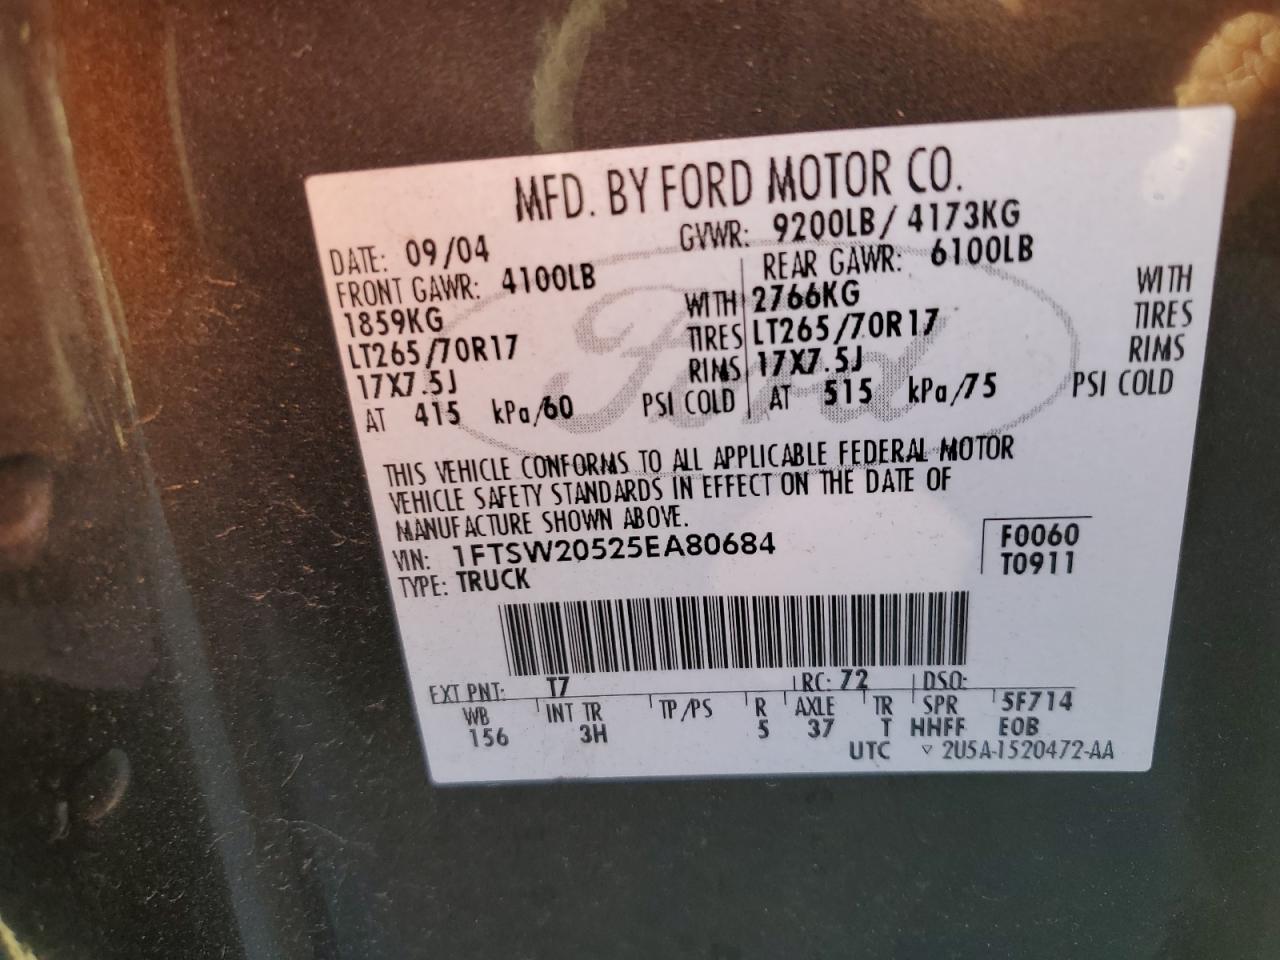 MFD. BY FORD MOTOR CO.
DATE: 09/04 GVWR: 9200LB / 4173KG
FRONT GAWR: 4100LB REAR GAWR: 6100LB
1859KG WITH 2766KG WITH
LT265/70R17 TIRES LT265/70R17 TIRES
17X7.5J RIMS 17X7.5J RIMS
AT 415 kPa/60 PSI COLD AT 515 kPa/75 PSI COLD
Ford
THIS VEHICLE CONFORMS TO ALL APPLICABLE FEDERAL MOTOR
VEHICLE SAFETY STANDARDS IN EFFECT ON THE DATE OF
MANUFACTURE SHOWN ABOVE.
VIN: 1FTSW20525EA80684 F0060
TYPE: TRUCK T0911
EXT PNT: T7 RC: 72 DSO:
WB INT TR TP/PS R AXLE TR SPR 5F714
156 3H 5 37 T HHFF EOB
UTC ▽ 2U5A-1520472-AA